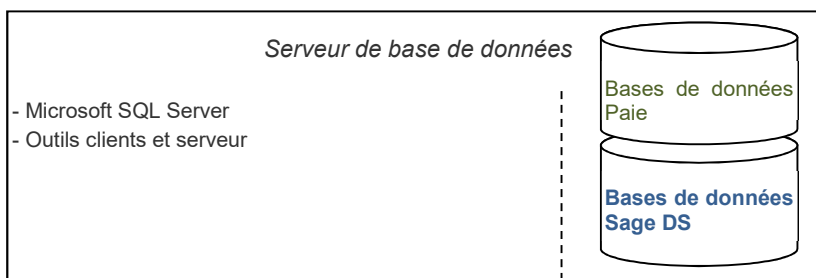 Serveur de base de données
- Microsoft SQL Server
- Outils clients et serveur
Bases de données
Paie
Bases de données
Sage DS